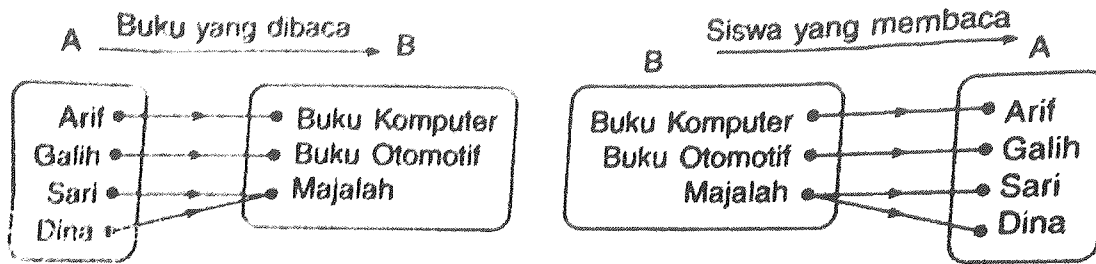 A Buku yang dibaca B
Arif Buku Komputer
Galih Buku Otomotif
Sari Majalah
Dina
Siswa yang membaca
B A
Buku Komputer Arif
Buku Otomotif Galih
Majalah Sari
Dina